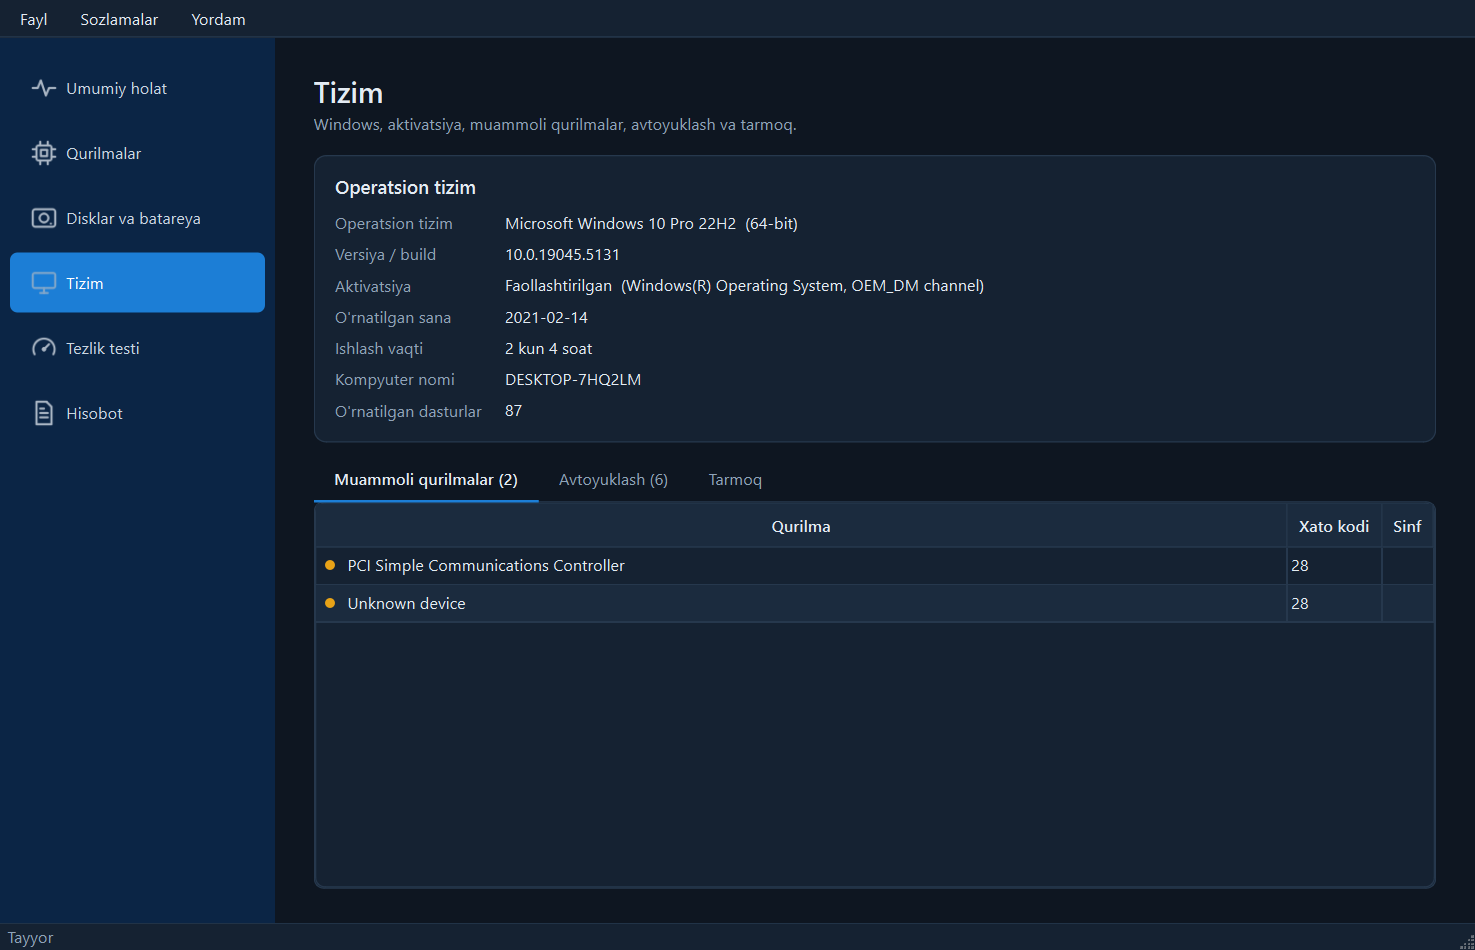 Fayl Sozlamalar Yordam
Umumiy holat
Qurilmalar
Disklar va batareya
Tizim
Tezlik testi
Hisobot
Tizim
Windows, aktivatsiya, muammoli qurilmalar, avtoyuklash va tarmoq.
Operatsion tizim
Operatsion tizim Microsoft Windows 10 Pro 22H2 (64-bit)
Versiya / build 10.0.19045.5131
Aktivatsiya Faollashtirilgan (Windows(R) Operating System, OEM_DM channel)
O'rnatilgan sana 2021-02-14
Ishlash vaqti 2 kun 4 soat
Kompyuter nomi DESKTOP-7HQ2LM
O'rnatilgan dasturlar 87
Muammoli qurilmalar (2) Avtoyuklash (6) Tarmoq
Qurilma Xato kodi Sinf
PCI Simple Communications Controller 28
Unknown device 28
Tayyor